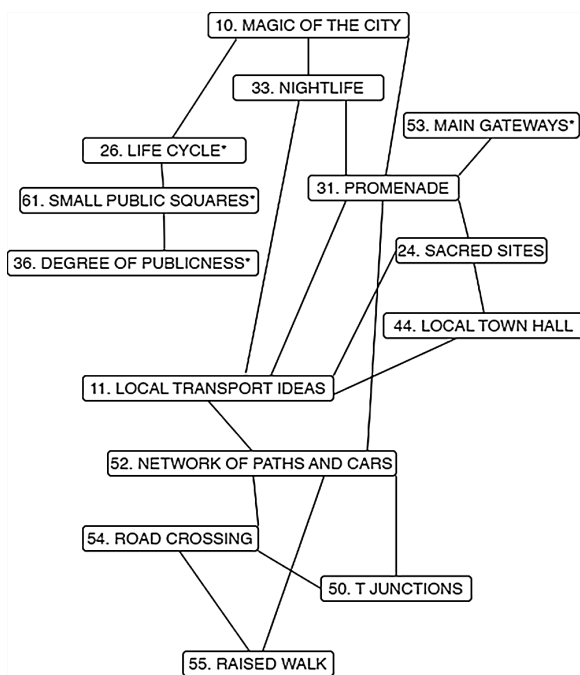 10. MAGIC OF THE CITY
33. NIGHTLIFE
53. MAIN GATEWAYS*
26. LIFE CYCLE*
31. PROMENADE
61. SMALL PUBLIC SQUARES*
24. SACRED SITES
36. DEGREE OF PUBLICNESS*
44. LOCAL TOWN HALL
11. LOCAL TRANSPORT IDEAS
52. NETWORK OF PATHS AND CARS
54. ROAD CROSSING
50. T JUNCTIONS
55. RAISED WALK